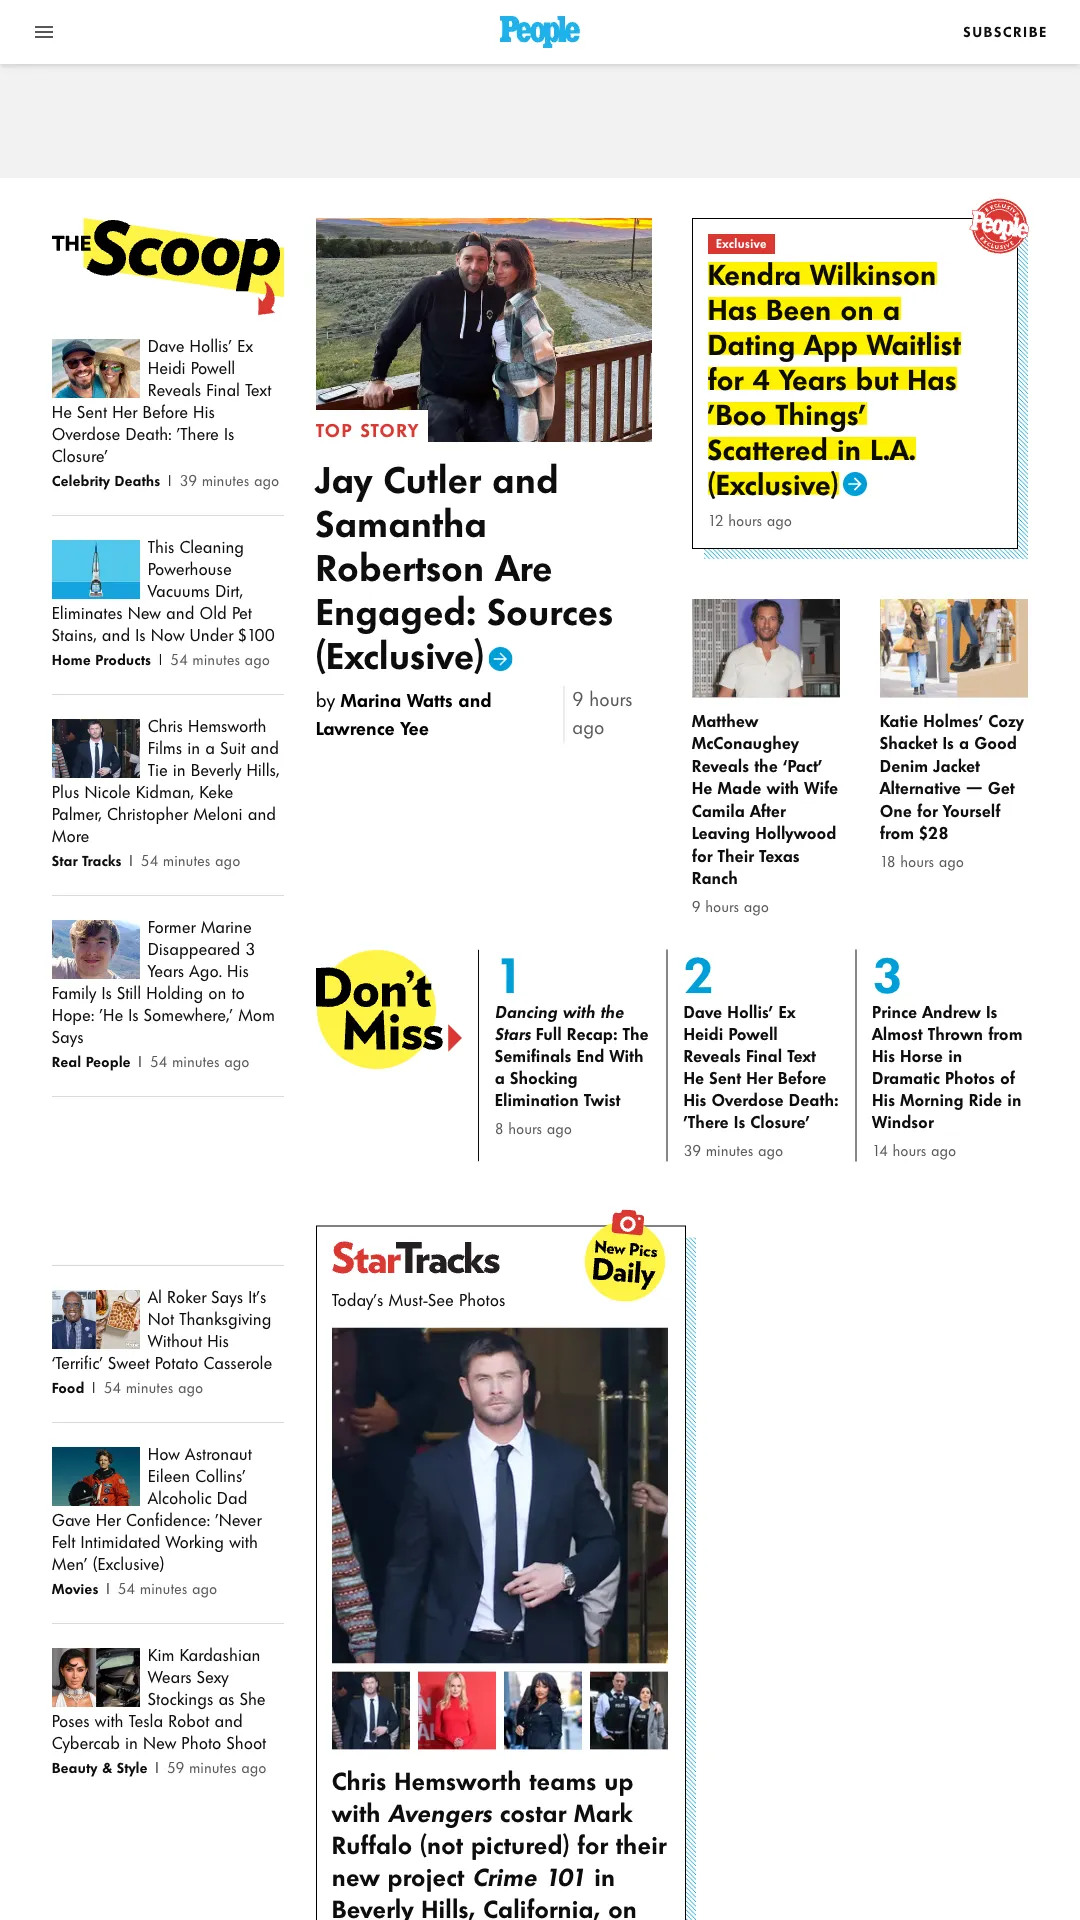 People
SUBSCRIBE
THE Scoop
Dave Hollis’ Ex
Heidi Powell
Reveals Final Text
He Sent Her Before His
Overdose Death: ’There Is
Closure’
Celebrity Deaths | 39 minutes ago
This Cleaning
Powerhouse
Vacuums Dirt,
Eliminates New and Old Pet
Stains, and Is Now Under $100
Home Products | 54 minutes ago
Chris Hemsworth
Films in a Suit and
Tie in Beverly Hills,
Plus Nicole Kidman, Keke
Palmer, Christopher Meloni and
More
Star Tracks | 54 minutes ago
Former Marine
Disappeared 3
Years Ago. His
Family Is Still Holding on to
Hope: ’He Is Somewhere,’ Mom
Says
Real People | 54 minutes ago
TOP STORY
Jay Cutler and
Samantha
Robertson Are
Engaged: Sources
(Exclusive)
by Marina Watts and
Lawrence Yee
9 hours
ago
EXCLUSIVE
People
EXCLUSIVE
Exclusive
Kendra Wilkinson
Has Been on a
Dating App Waitlist
for 4 Years but Has
’Boo Things’
Scattered in L.A.
(Exclusive)
12 hours ago
Matthew
McConaughey
Reveals the ‘Pact’
He Made with Wife
Camila After
Leaving Hollywood
for Their Texas
Ranch
9 hours ago
Katie Holmes’ Cozy
Shacket Is a Good
Denim Jacket
Alternative — Get
One for Yourself
from $28
18 hours ago
Don’t
Miss
1
Dancing with the
Stars Full Recap: The
Semifinals End With
a Shocking
Elimination Twist
8 hours ago
2
Dave Hollis’ Ex
Heidi Powell
Reveals Final Text
He Sent Her Before
His Overdose Death:
’There Is Closure’
39 minutes ago
3
Prince Andrew Is
Almost Thrown from
His Horse in
Dramatic Photos of
His Morning Ride in
Windsor
14 hours ago
Al Roker Says It’s
Not Thanksgiving
Without His
‘Terrific’ Sweet Potato Casserole
Food | 54 minutes ago
How Astronaut
Eileen Collins’
Alcoholic Dad
Gave Her Confidence: ’Never
Felt Intimidated Working with
Men’ (Exclusive)
Movies | 54 minutes ago
Kim Kardashian
Wears Sexy
Stockings as She
Poses with Tesla Robot and
Cybercab in New Photo Shoot
Beauty & Style | 59 minutes ago
StarTracks
New Pics
Daily
Today’s Must-See Photos
Chris Hemsworth teams up
with Avengers costar Mark
Ruffalo (not pictured) for their
new project Crime 101 in
Beverly Hills, California, on